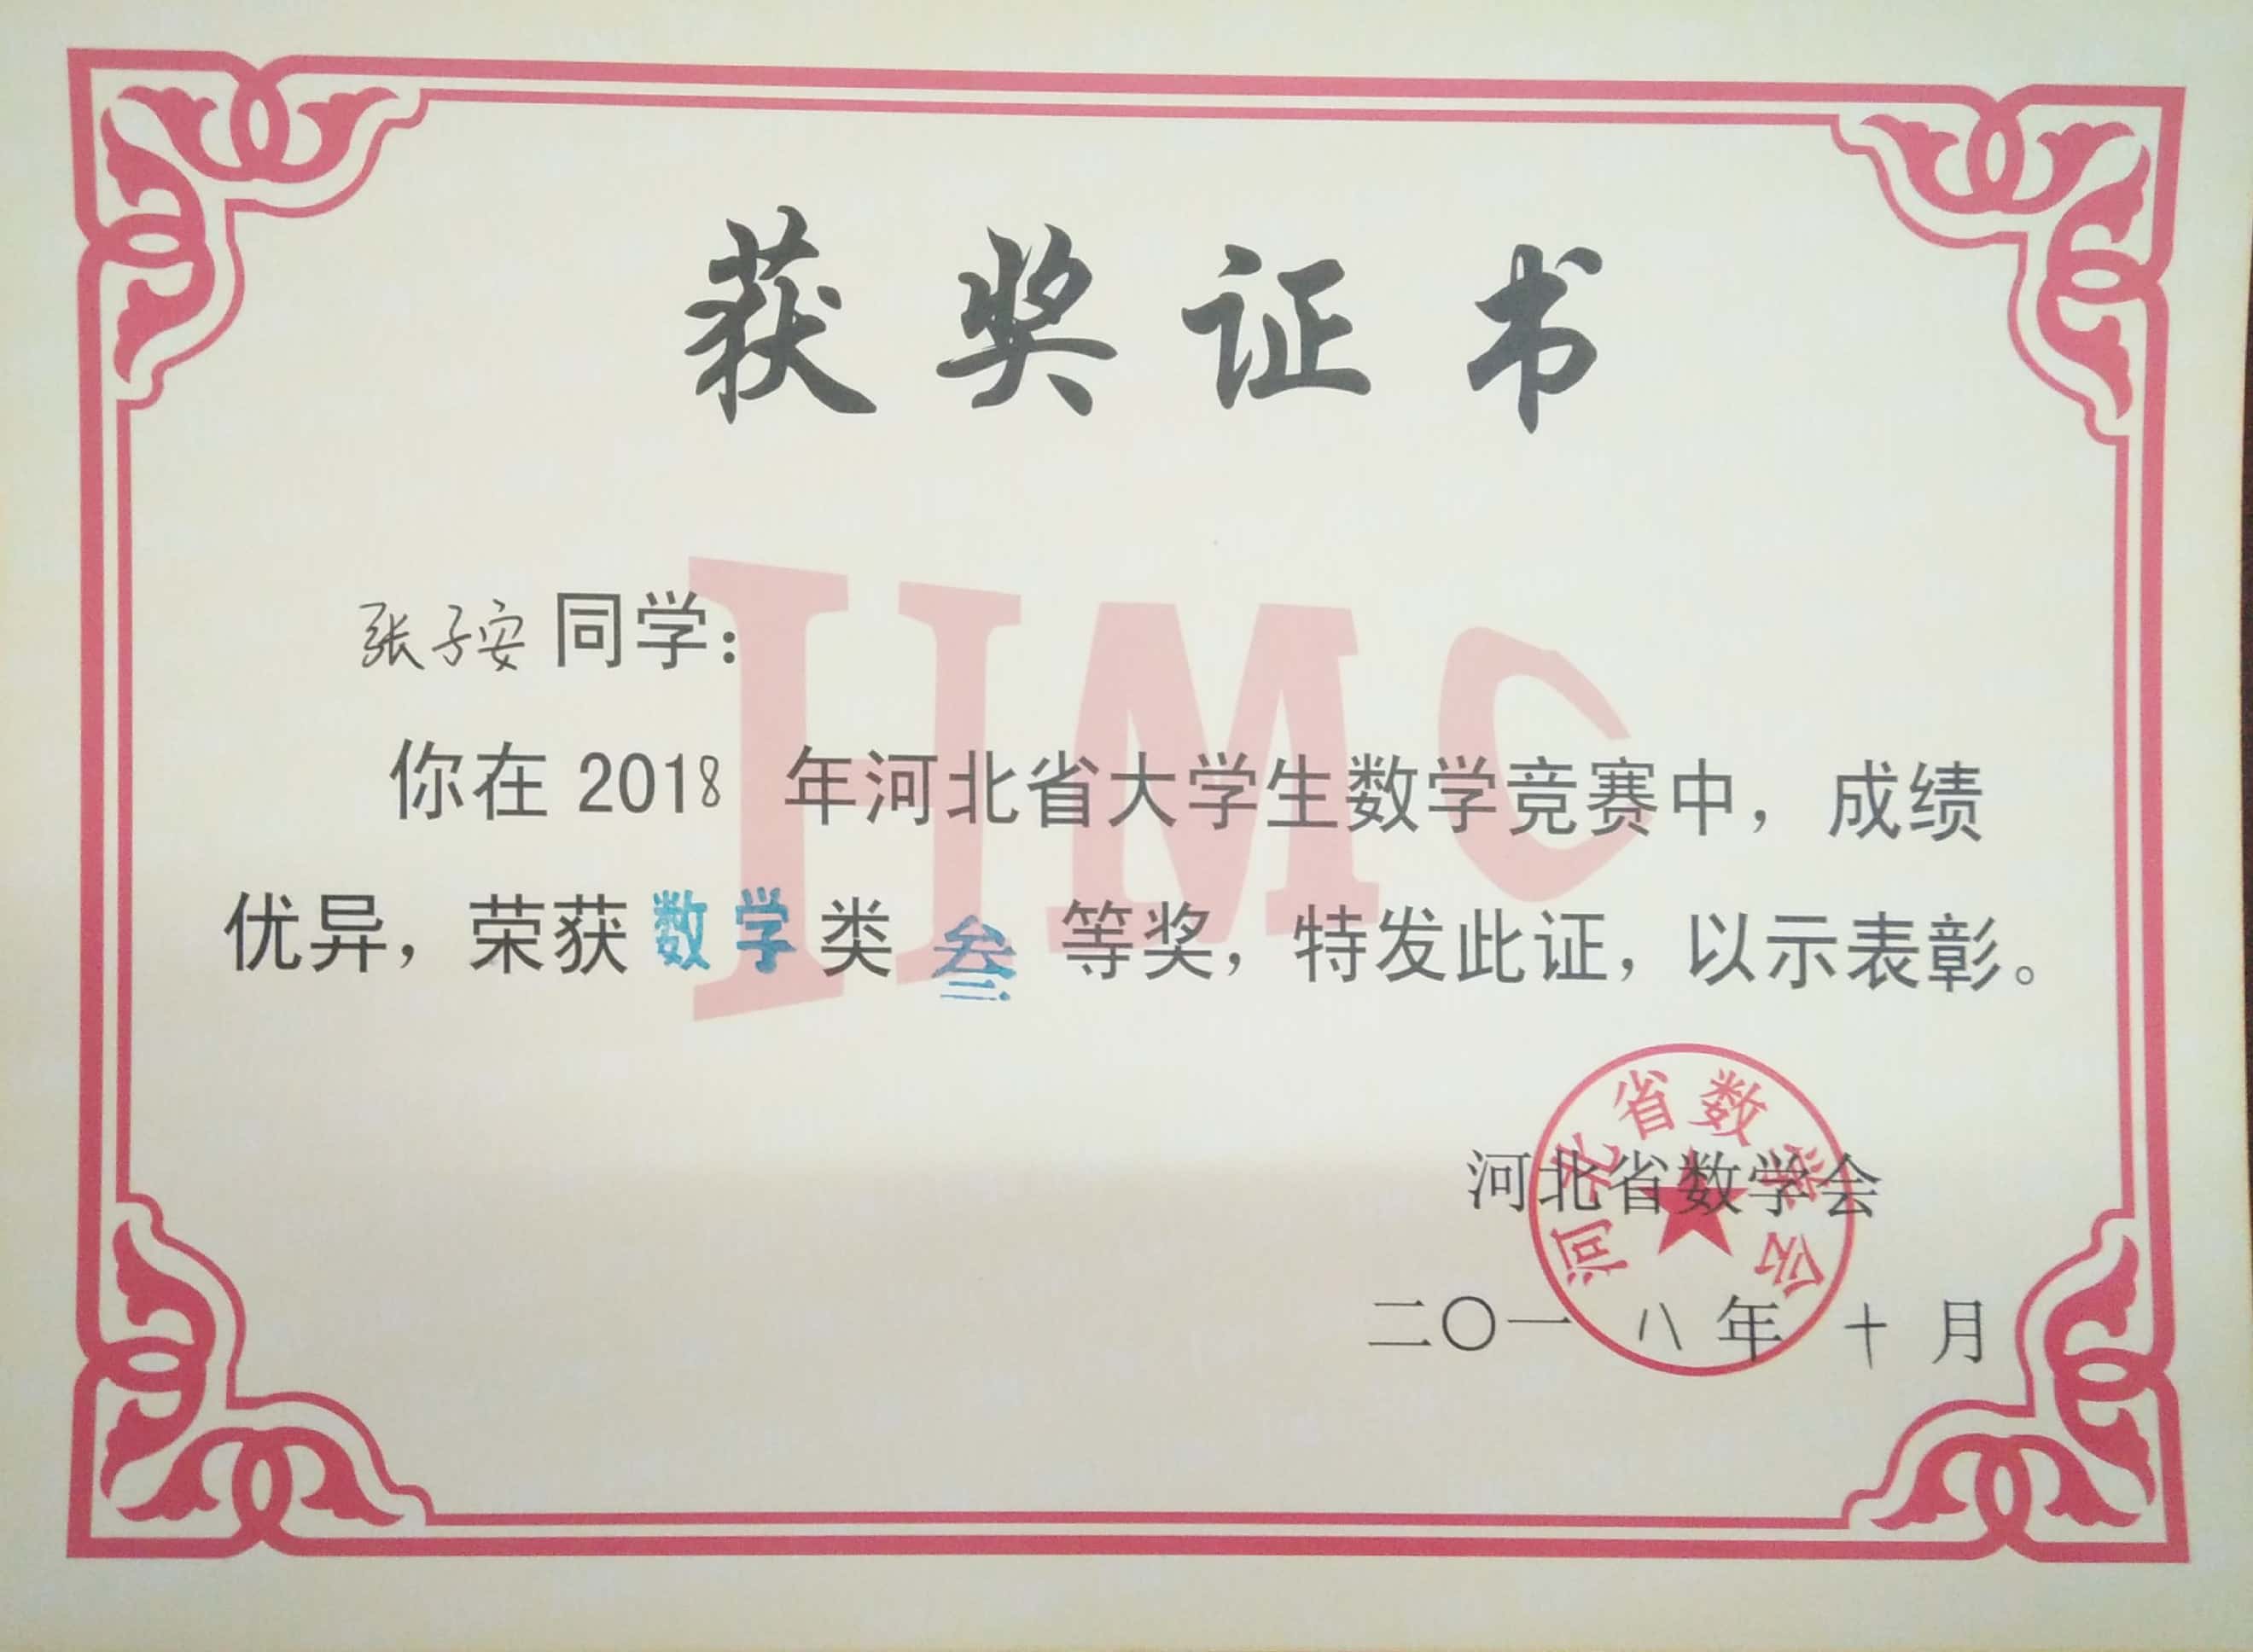 获奖证书
HMC
张子安同学：
你在 2018 年河北省大学生数学竞赛中，成绩
优异，荣获数学类 叁 等奖，特发此证，以示表彰。
河北省数学会
河北省数学会
二〇一八年 十 月